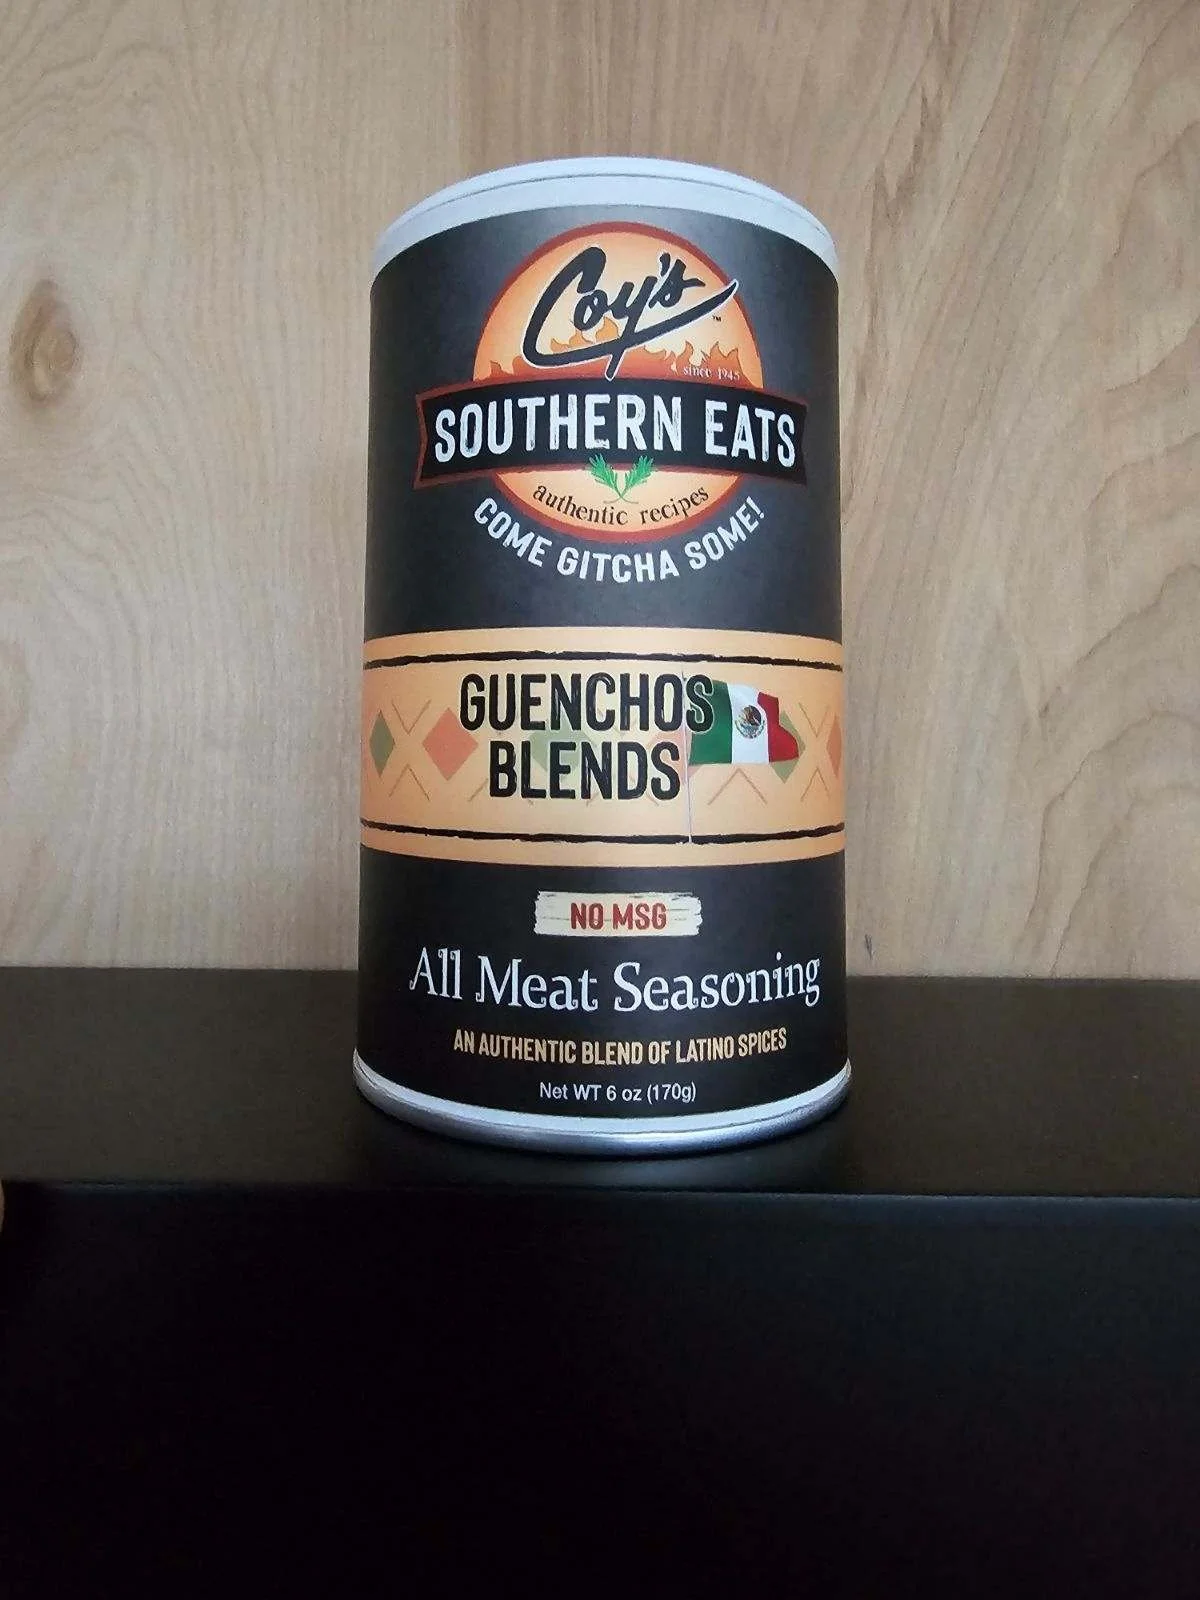 Coy's™
since 1945
SOUTHERN EATS
authentic recipes
COME GITCHA SOME!
GUENCHOS
BLENDS
NO MSG
All Meat Seasoning
AN AUTHENTIC BLEND OF LATINO SPICES
Net WT 6 oz (170g)